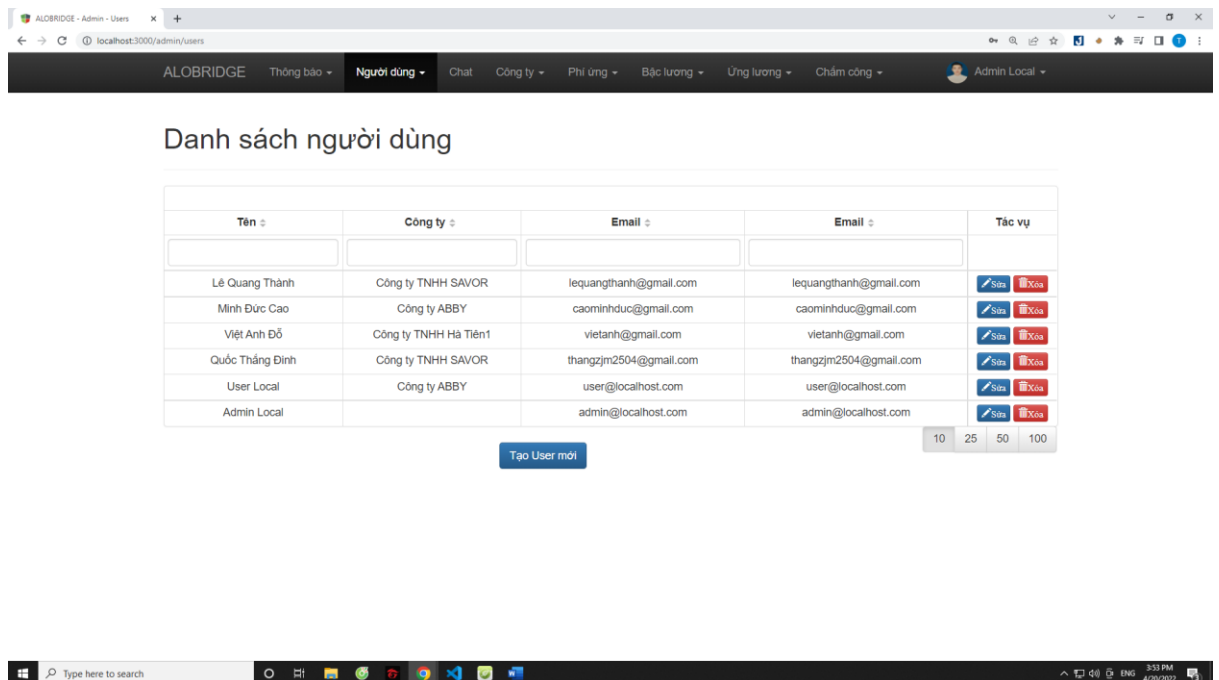 ALOBRIDGE - Admin - Users
localhost:3000/admin/users
ALOBRIDGE Thông báo Người dùng Chat Công ty Phí ứng Bậc lương Ứng lương Chấm công Admin Local
Danh sách người dùng
Tên Công ty Email Email Tác vụ
Lê Quang Thành Công ty TNHH SAVOR lequangthanh@gmail.com lequangthanh@gmail.com Sửa Xóa
Minh Đức Cao Công ty ABBY caominhduc@gmail.com caominhduc@gmail.com Sửa Xóa
Việt Anh Đỗ Công ty TNHH Hà Tiên1 vietanh@gmail.com vietanh@gmail.com Sửa Xóa
Quốc Thắng Đinh Công ty TNHH SAVOR thangzjm2504@gmail.com thangzjm2504@gmail.com Sửa Xóa
User Local Công ty ABBY user@localhost.com user@localhost.com Sửa Xóa
Admin Local admin@localhost.com admin@localhost.com Sửa Xóa
10 25 50 100
Tạo User mới
Type here to search
ENG
3:53 PM
4/20/2022